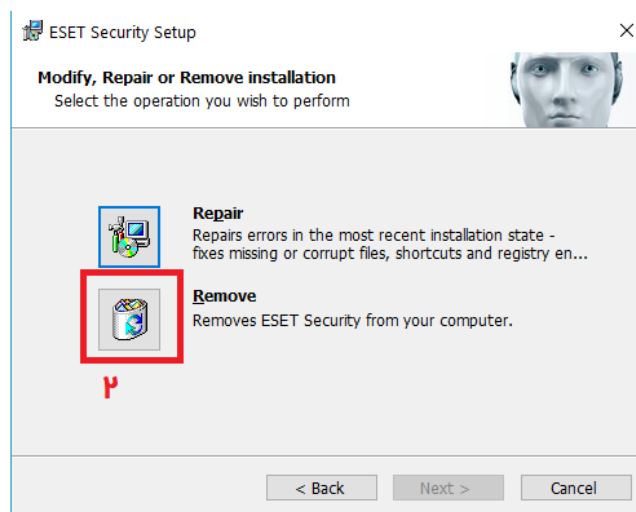 ESET Security Setup
Modify, Repair or Remove installation
Select the operation you wish to perform
Repair
Repairs errors in the most recent installation state -
fixes missing or corrupt files, shortcuts and registry en...
Remove
Removes ESET Security from your computer.
۲
< Back
Next >
Cancel